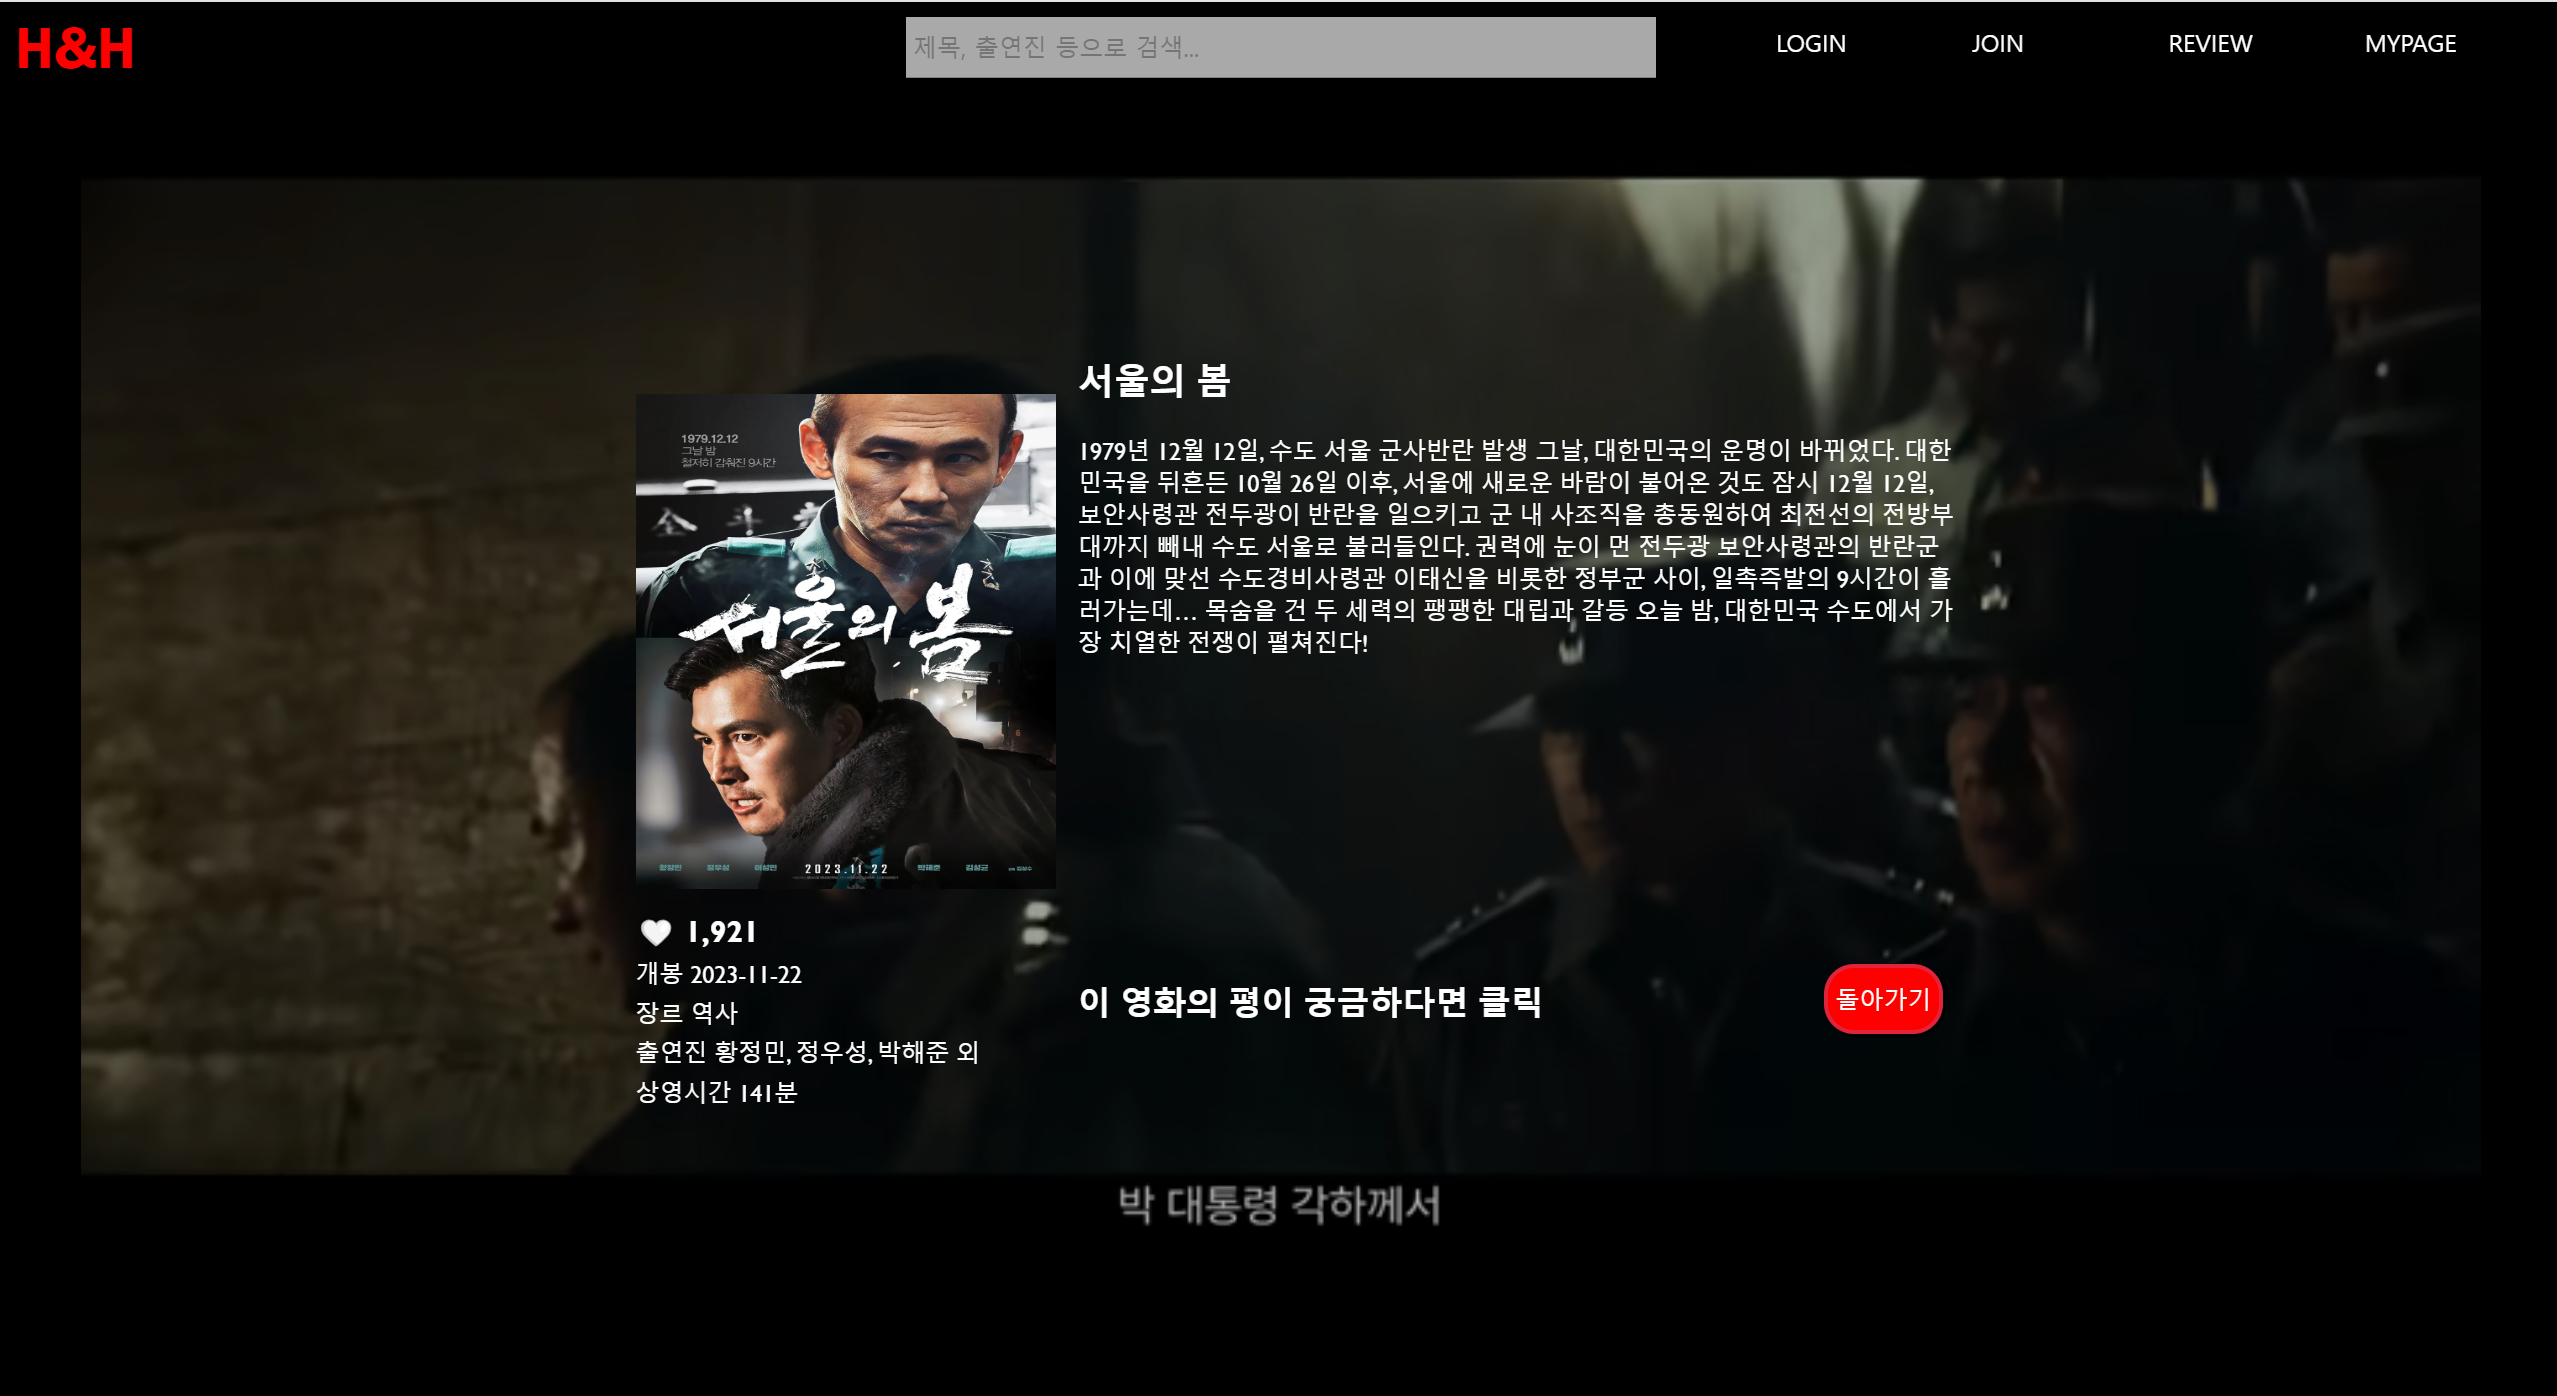 H&H
제목, 출연진 등으로 검색...
LOGIN
JOIN
REVIEW
MYPAGE
서울의 봄
1979년 12월 12일, 수도 서울 군사반란 발생 그날, 대한민국의 운명이 바뀌었다. 대한
민국을 뒤흔든 10월 26일 이후, 서울에 새로운 바람이 불어온 것도 잠시 12월 12일,
보안사령관 전두광이 반란을 일으키고 군 내 사조직을 총동원하여 최전선의 전방부
대까지 빼내 수도 서울로 불러들인다. 권력에 눈이 먼 전두광 보안사령관의 반란군
과 이에 맞선 수도경비사령관 이태신을 비롯한 정부군 사이, 일촉즉발의 9시간이 흘
러가는데… 목숨을 건 두 세력의 팽팽한 대립과 갈등 오늘 밤, 대한민국 수도에서 가
장 치열한 전쟁이 펼쳐진다!
1979.12.12
그날 밤
철저히 감춰진 9시간
서울의 봄
황정민 정우성 이성민 2023.11.22 박해준 김성균
1,921
개봉 2023-11-22
장르 역사
출연진 황정민, 정우성, 박해준 외
상영시간 141분
이 영화의 평이 궁금하다면 클릭
돌아가기
박 대통령 각하께서